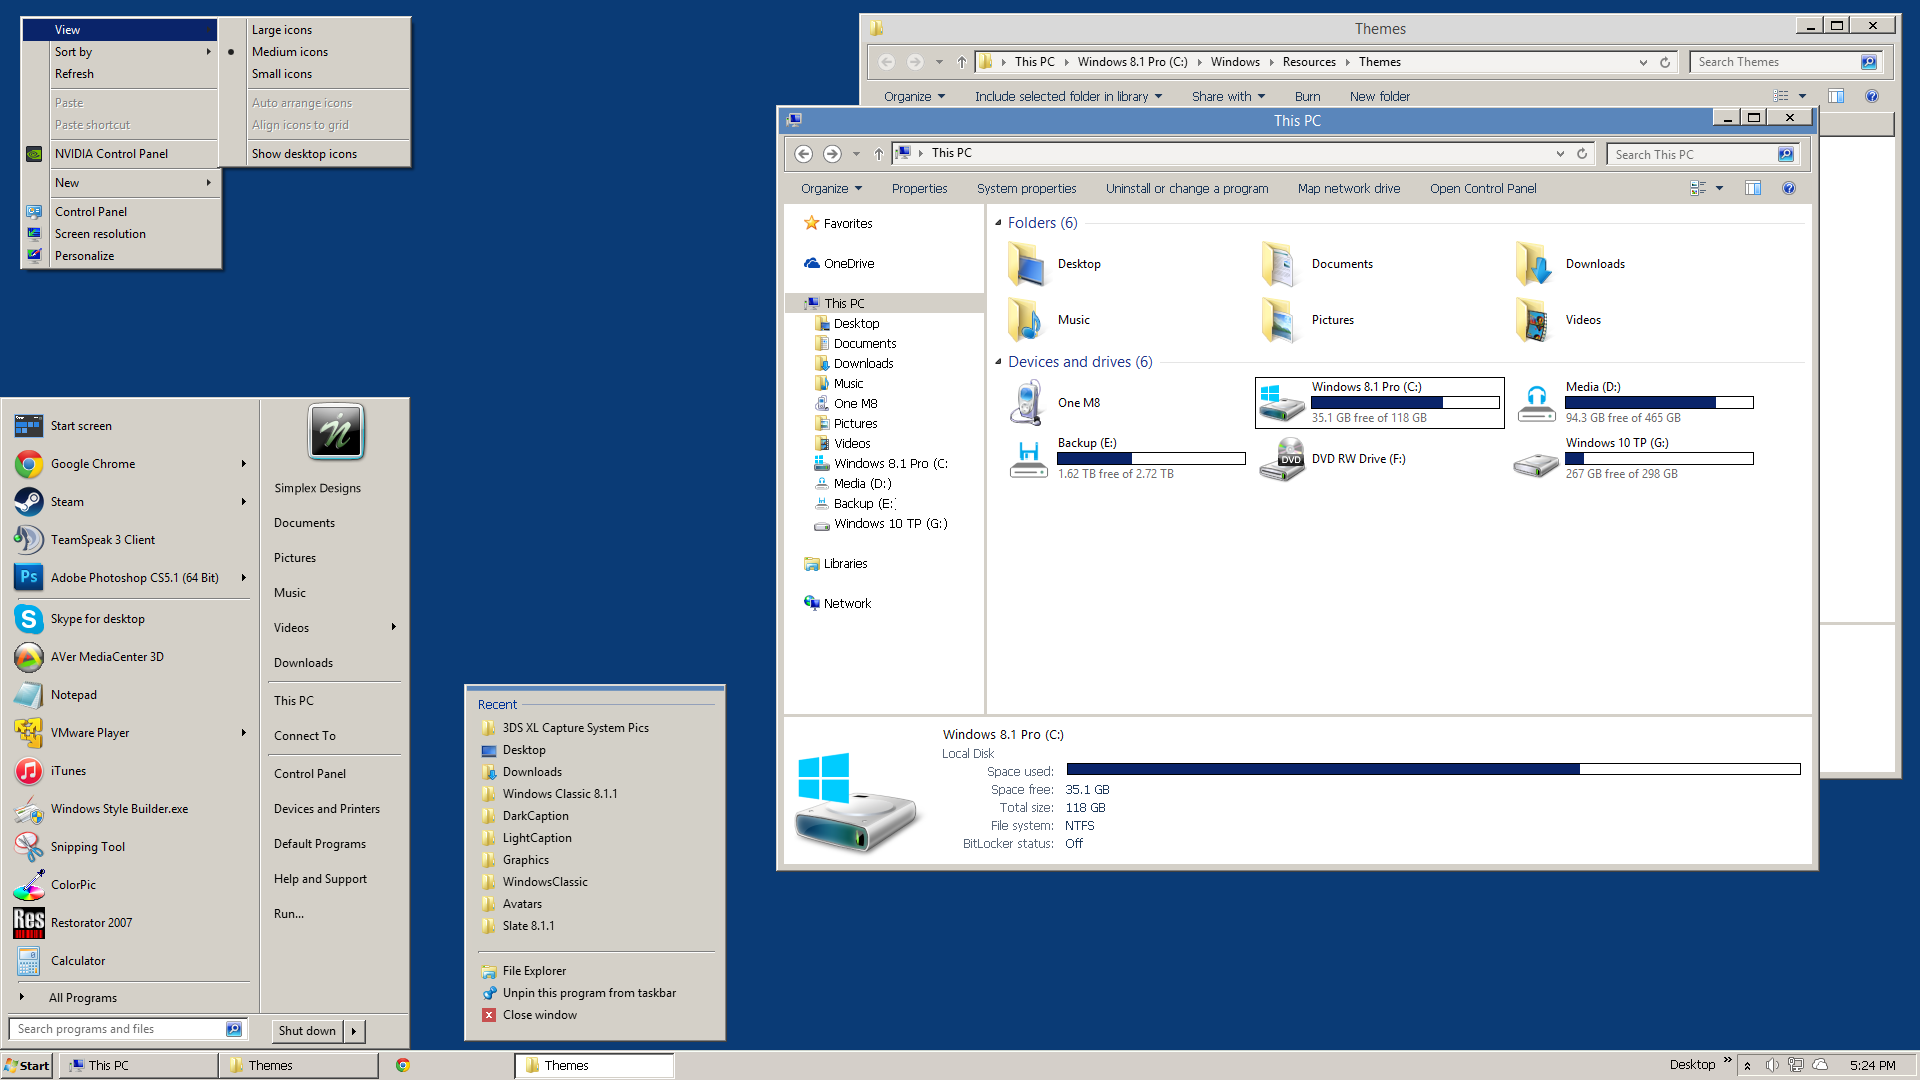 View
Sort by
Refresh
Paste
Paste shortcut
NVIDIA Control Panel
New
Control Panel
Screen resolution
Personalize
Large icons
Medium icons
Small icons
Auto arrange icons
Align icons to grid
Show desktop icons
Themes
This PC Windows 8.1 Pro (C:) Windows Resources Themes
Search Themes
Organize Include selected folder in library Share with Burn New folder
This PC
This PC
Search This PC
Organize Properties System properties Uninstall or change a program Map network drive Open Control Panel
Favorites
OneDrive
This PC
Desktop
Documents
Downloads
Music
One M8
Pictures
Videos
Windows 8.1 Pro (C:
Media (D:)
Backup (E:)
Windows 10 TP (G:)
Libraries
Network
Folders (6)
Desktop
Documents
Downloads
Music
Pictures
Videos
Devices and drives (6)
One M8
Windows 8.1 Pro (C:)
35.1 GB free of 118 GB
Media (D:)
94.3 GB free of 465 GB
Backup (E:)
1.62 TB free of 2.72 TB
DVD
DVD RW Drive (F:)
Windows 10 TP (G:)
267 GB free of 298 GB
Windows 8.1 Pro (C:)
Local Disk
Space used:
Space free: 35.1 GB
Total size: 118 GB
File system: NTFS
BitLocker status: Off
Start screen
Google Chrome
Steam
TeamSpeak 3 Client
Ps
Adobe Photoshop CS5.1 (64 Bit)
Skype for desktop
AVer MediaCenter 3D
Notepad
VMware Player
iTunes
Windows Style Builder.exe
Snipping Tool
ColorPic
Res
Restorator 2007
Calculator
All Programs
Search programs and files
n
Simplex Designs
Documents
Pictures
Music
Videos
Downloads
This PC
Connect To
Control Panel
Devices and Printers
Default Programs
Help and Support
Run...
Shut down
Recent
3DS XL Capture System Pics
Desktop
Downloads
Windows Classic 8.1.1
DarkCaption
LightCaption
Graphics
WindowsClassic
Avatars
Slate 8.1.1
File Explorer
Unpin this program from taskbar
Close window
Start
This PC
Themes
Themes
Desktop
5:24 PM